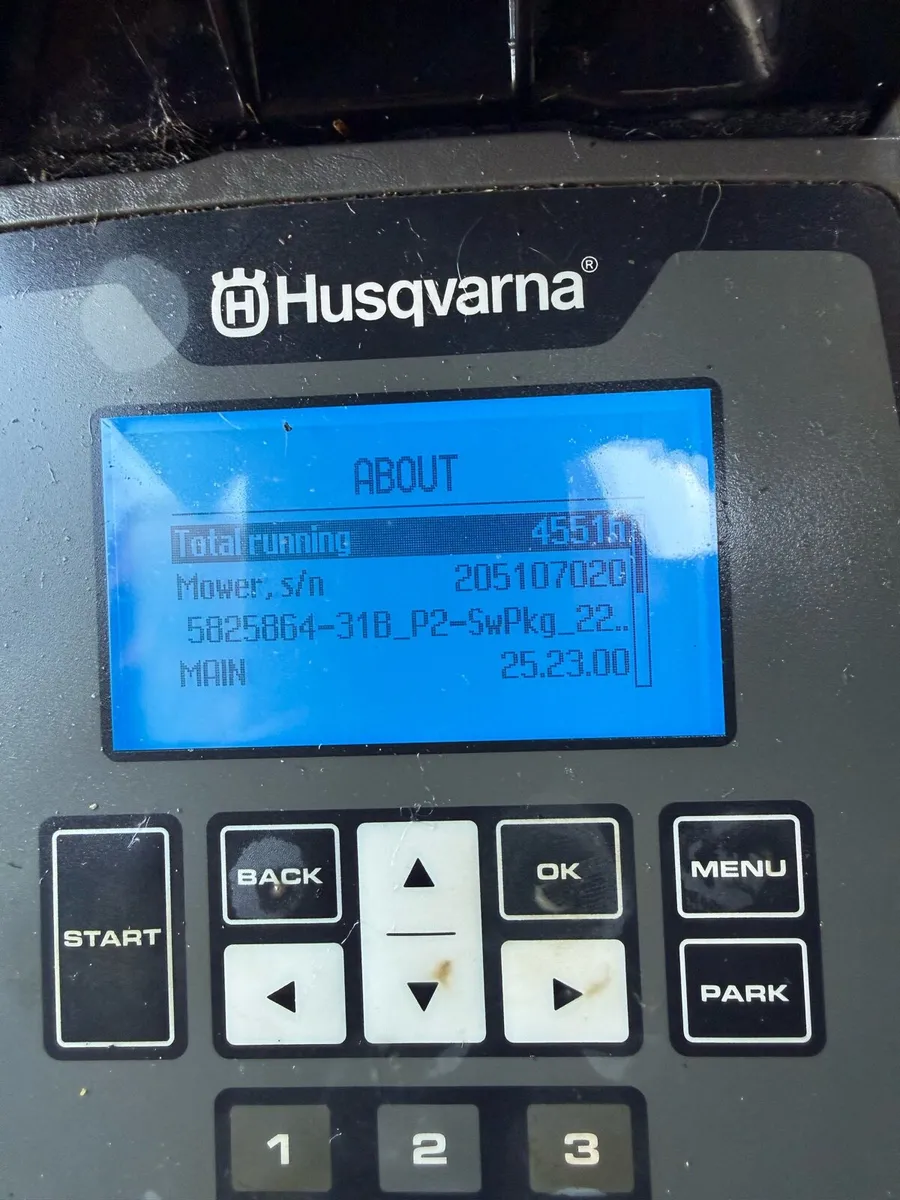 Husqvarna®
ABOUT
Total running 4551h
Mower, s/n 205107020
5825864-31B_P2-SwPkg_22..
MAIN 25.23.00
START
BACK
OK
MENU
PARK
1 2 3